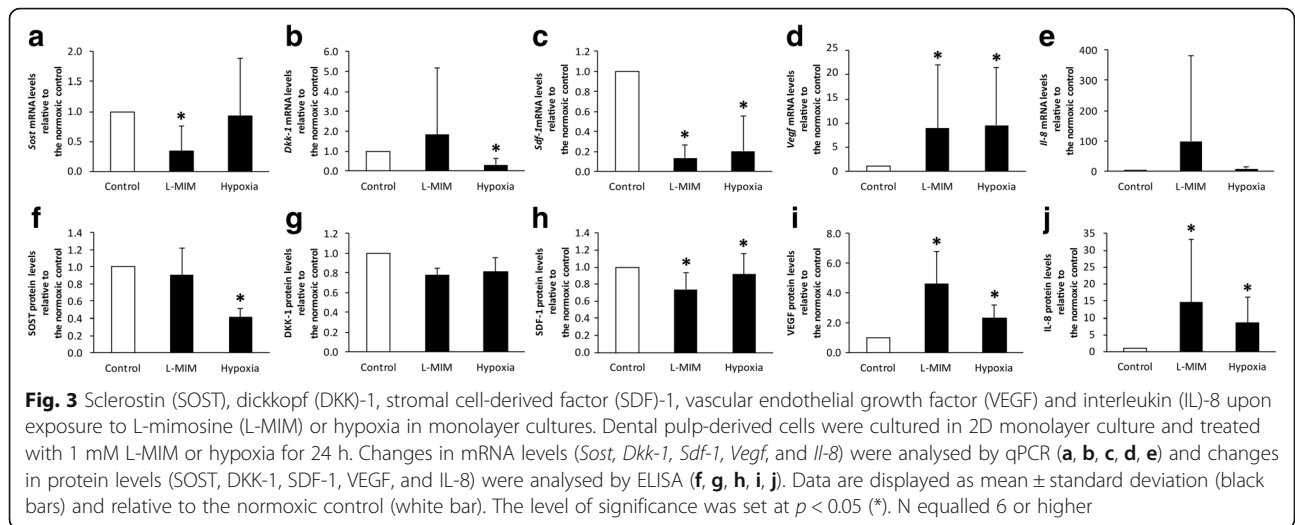 a
Sost mRNA levels
relative to
the normoxic control
2.0
1.5
1.0
0.5
0.0
*
Control L-MIM Hypoxia
b
Dkk-1 mRNA levels
relative to
the normoxic control
6.0
5.0
4.0
3.0
2.0
1.0
0.0
*
Control L-MIM Hypoxia
c
Sdf-1mRNA levels
relative to
the normoxic control
1.2
1.0
0.8
0.6
0.4
0.2
0.0
* *
Control L-MIM Hypoxia
d
Vegf mRNA levels
relative to
the normoxic control
25
20
15
10
5
0
* *
Control L-MIM Hypoxia
e
Il-8 mRNA levels
relative to
the normoxic control
400
300
200
100
0
Control L-MIM Hypoxia
f
SOST protein levels
relative to
the normoxic control
1.4
1.2
1.0
0.8
0.6
0.4
0.2
0.0
*
Control L-MIM Hypoxia
g
DKK-1 protein levels
relative to
the normoxic control
1.4
1.2
1.0
0.8
0.6
0.4
0.2
0.0
Control L-MIM Hypoxia
h
SDF-1 protein levels
relative to
the normoxic control
1.4
1.2
1.0
0.8
0.6
0.4
0.2
0.0
* *
Control L-MIM Hypoxia
i
VEGF protein levels
relative to
the normoxic control
8.0
6.0
4.0
2.0
0.0
* *
Control L-MIM Hypoxia
j
IL-8 protein levels
relative to
the normoxic control
35
30
25
20
15
10
5
0
* *
Control L-MIM Hypoxia
Fig. 3 Sclerostin (SOST), dickkopf (DKK)-1, stromal cell-derived factor (SDF)-1, vascular endothelial growth factor (VEGF) and interleukin (IL)-8 upon
exposure to L-mimosine (L-MIM) or hypoxia in monolayer cultures. Dental pulp-derived cells were cultured in 2D monolayer culture and treated
with 1 mM L-MIM or hypoxia for 24 h. Changes in mRNA levels (Sost, Dkk-1, Sdf-1, Vegf, and Il-8) were analysed by qPCR (a, b, c, d, e) and changes
in protein levels (SOST, DKK-1, SDF-1, VEGF, and IL-8) were analysed by ELISA (f, g, h, i, j). Data are displayed as mean ± standard deviation (black
bars) and relative to the normoxic control (white bar). The level of significance was set at p < 0.05 (*). N equalled 6 or higher